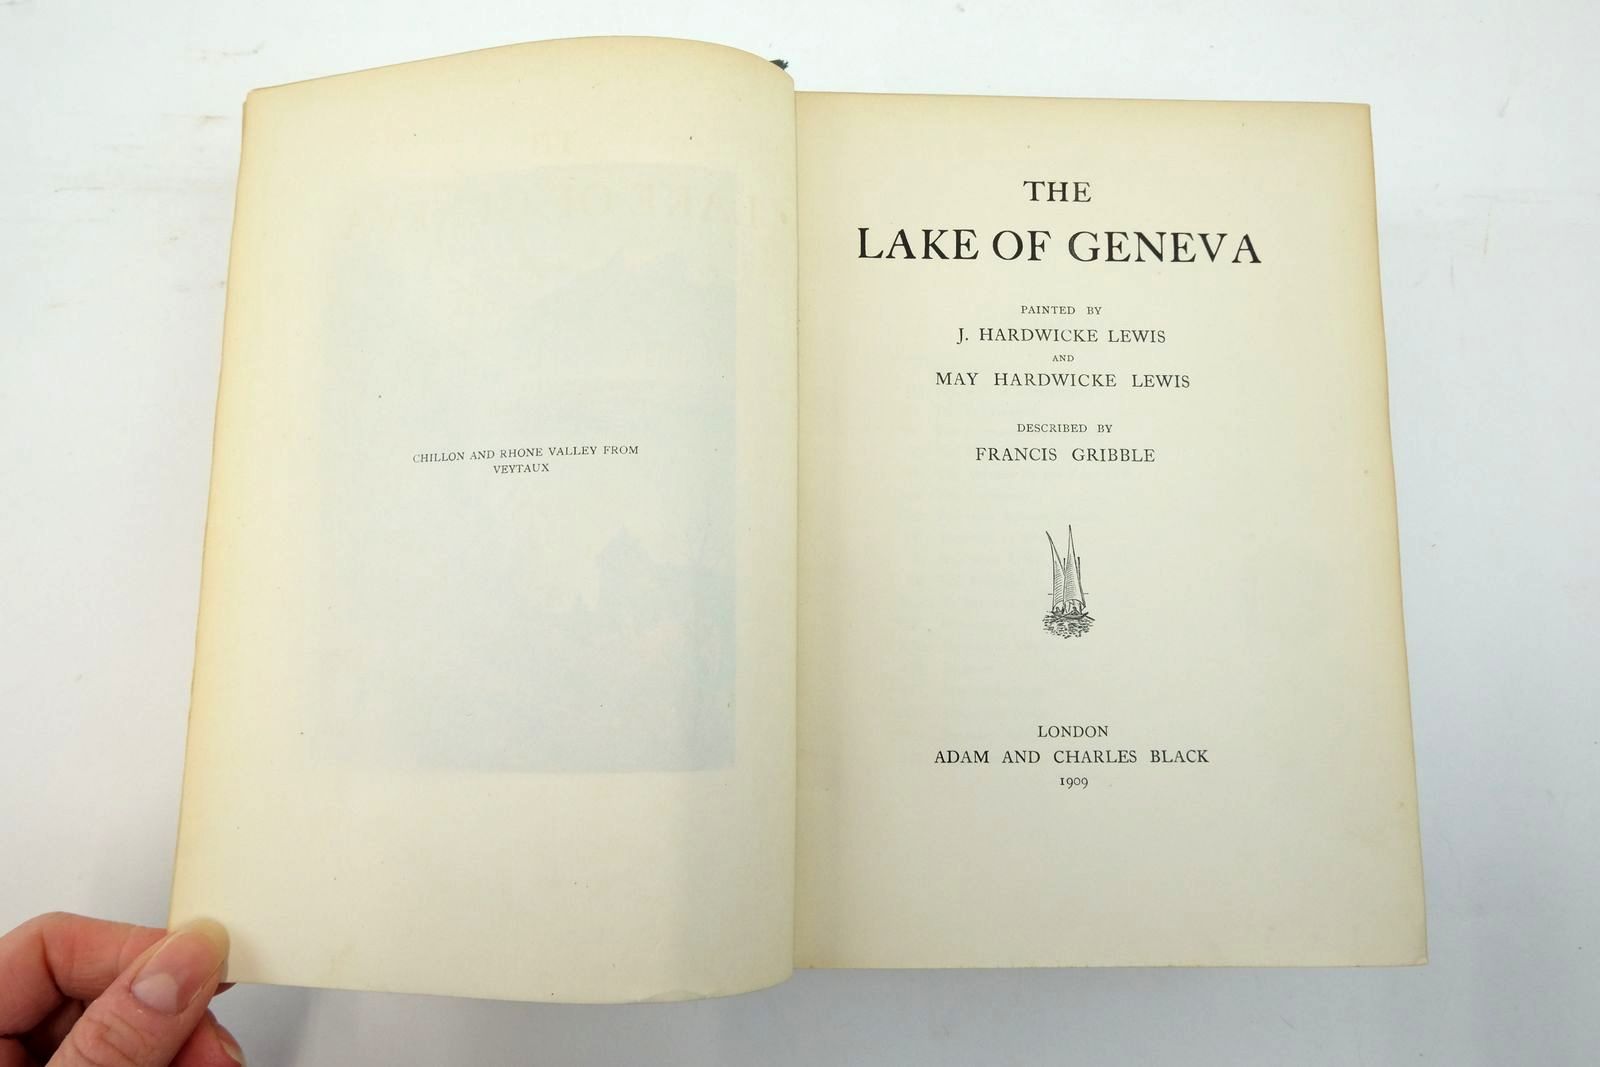 CHILLON AND RHONE VALLEY FROM
VEYTAUX
THE
LAKE OF GENEVA
PAINTED BY
J. HARDWICKE LEWIS
AND
MAY HARDWICKE LEWIS
DESCRIBED BY
FRANCIS GRIBBLE
LONDON
ADAM AND CHARLES BLACK
1909